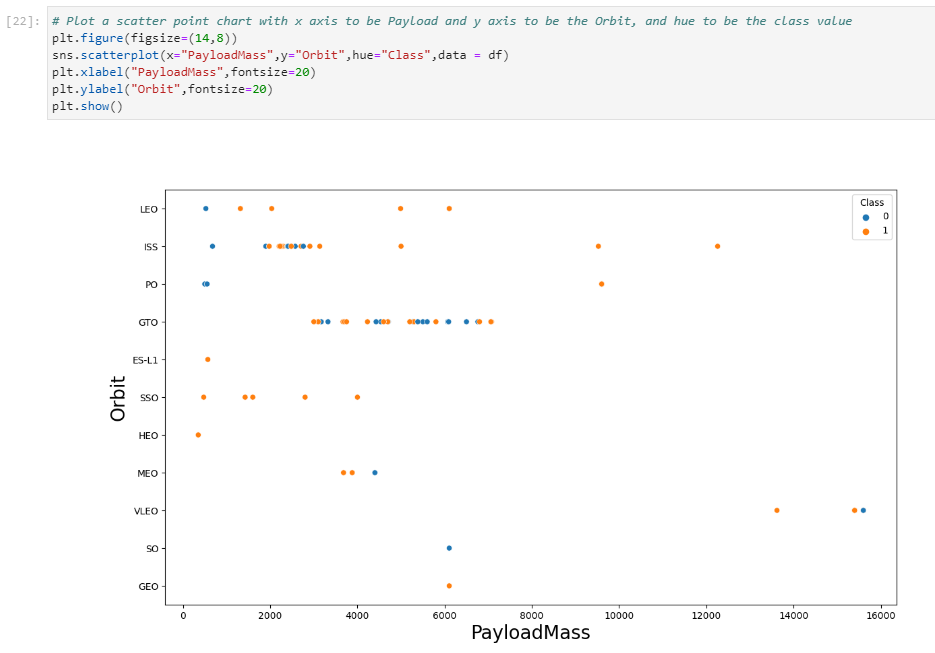 [22]: # Plot a scatter point chart with x axis to be Payload and y axis to be the Orbit, and hue to be the class value
plt.figure(figsize=(14,8))
sns.scatterplot(x="PayloadMass",y="Orbit",hue="Class",data = df)
plt.xlabel("PayloadMass",fontsize=20)
plt.ylabel("Orbit",fontsize=20)
plt.show()
Class
0
1
LEO
ISS
PO
GTO
ES-L1
SSO
HEO
MEO
VLEO
SO
GEO
Orbit
0 2000 4000 6000 8000 10000 12000 14000 16000
PayloadMass